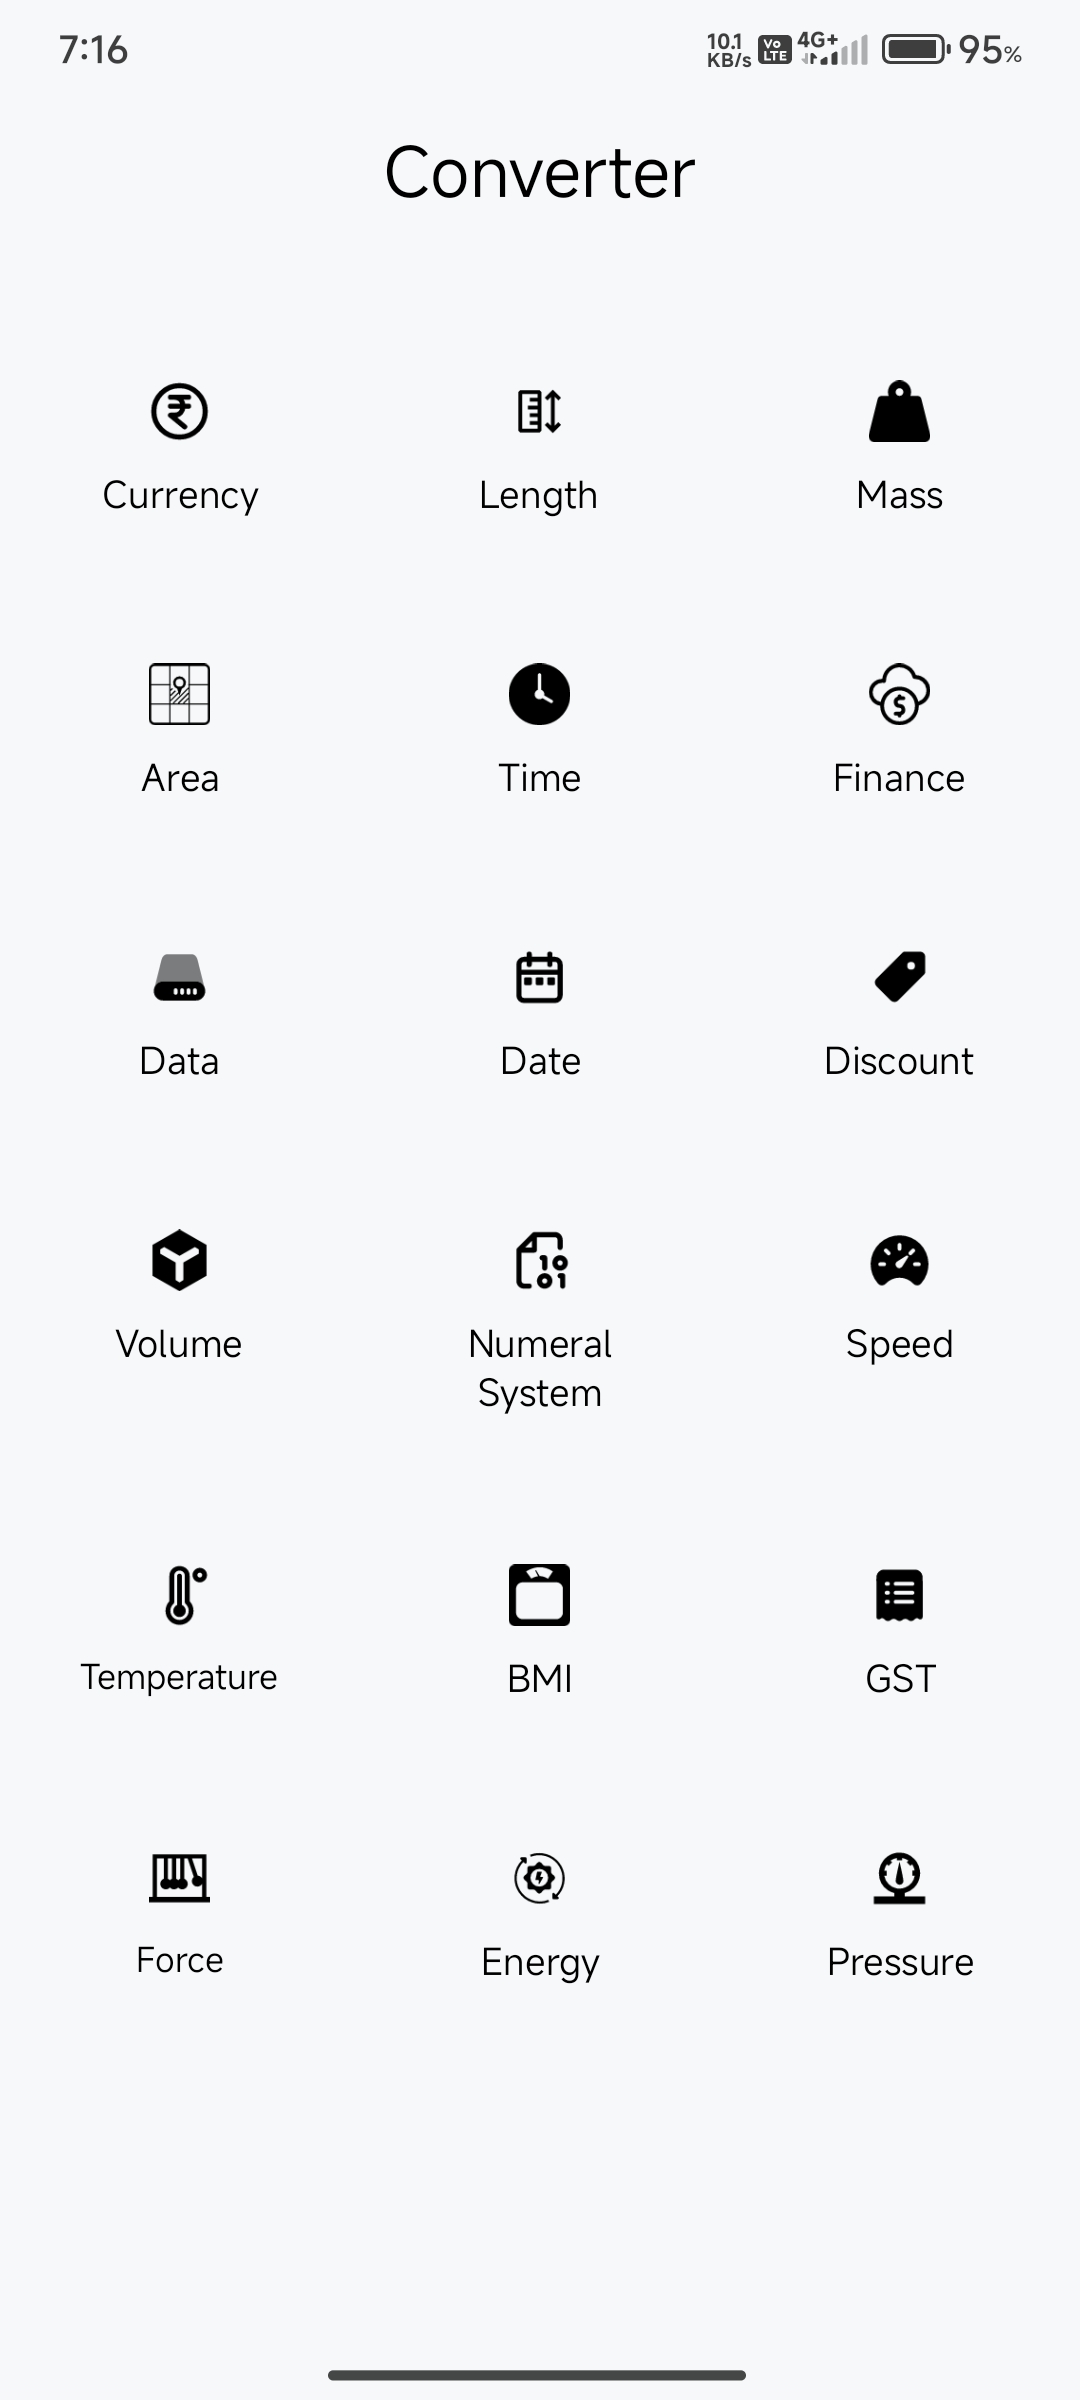 7:16
10.1
KB/s
Vo
LTE
4G+
95%
Converter
Currency
Length
Mass
Area
Time
Finance
Data
Date
Discount
Volume
Numeral
System
Speed
Temperature
BMI
GST
Force
Energy
Pressure